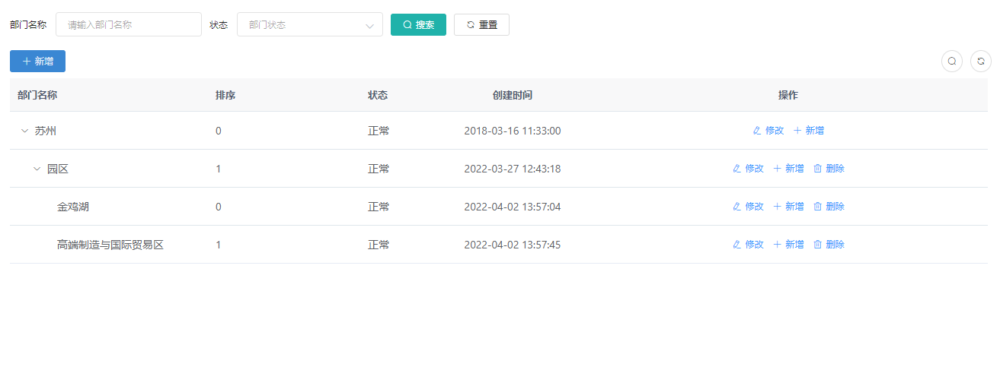 部门名称 请输入部门名称 状态 部门状态 搜索 重置
新增
部门名称 排序 状态 创建时间 操作
苏州 0 正常 2018-03-16 11:33:00 修改 新增
园区 1 正常 2022-03-27 12:43:18 修改 新增 删除
金鸡湖 0 正常 2022-04-02 13:57:04 修改 新增 删除
高端制造与国际贸易区 1 正常 2022-04-02 13:57:45 修改 新增 删除